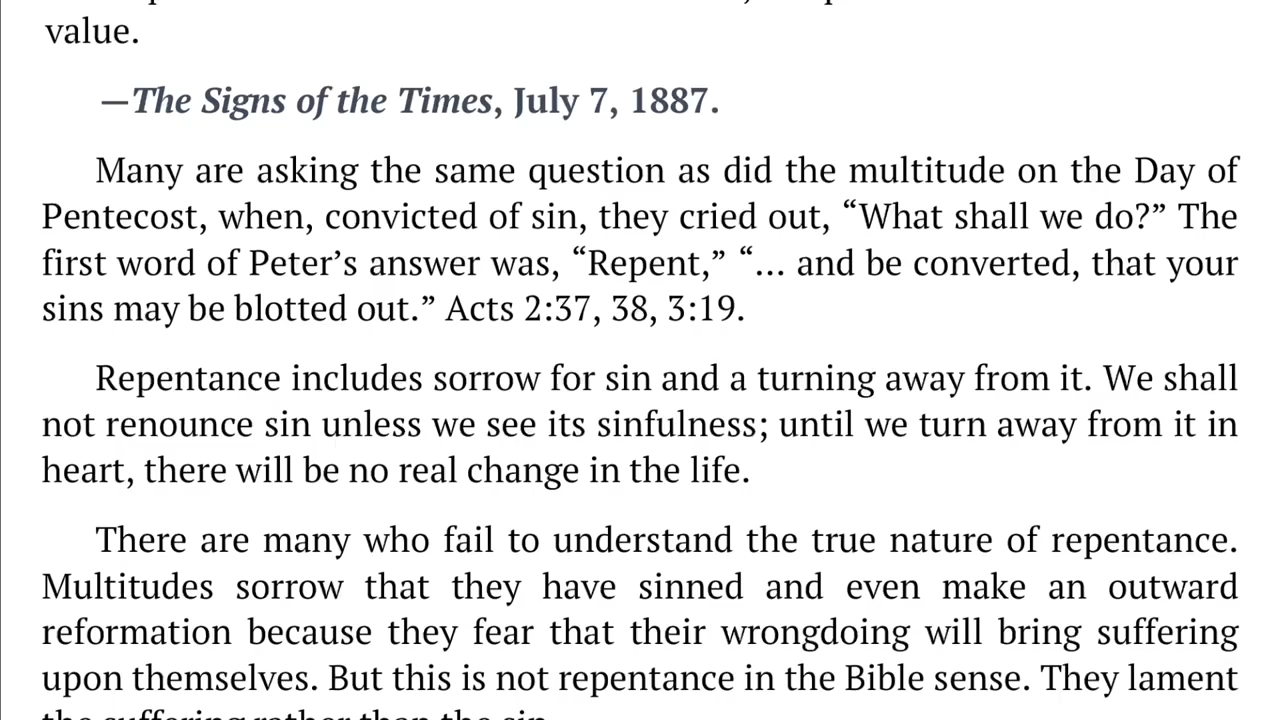 value.
—The Signs of the Times, July 7, 1887.
Many are asking the same question as did the multitude on the Day of
Pentecost, when, convicted of sin, they cried out, “What shall we do?” The
first word of Peter’s answer was, “Repent,” “... and be converted, that your
sins may be blotted out.” Acts 2:37, 38, 3:19.
Repentance includes sorrow for sin and a turning away from it. We shall
not renounce sin unless we see its sinfulness; until we turn away from it in
heart, there will be no real change in the life.
There are many who fail to understand the true nature of repentance.
Multitudes sorrow that they have sinned and even make an outward
reformation because they fear that their wrongdoing will bring suffering
upon themselves. But this is not repentance in the Bible sense. They lament
the suffering rather than the sin